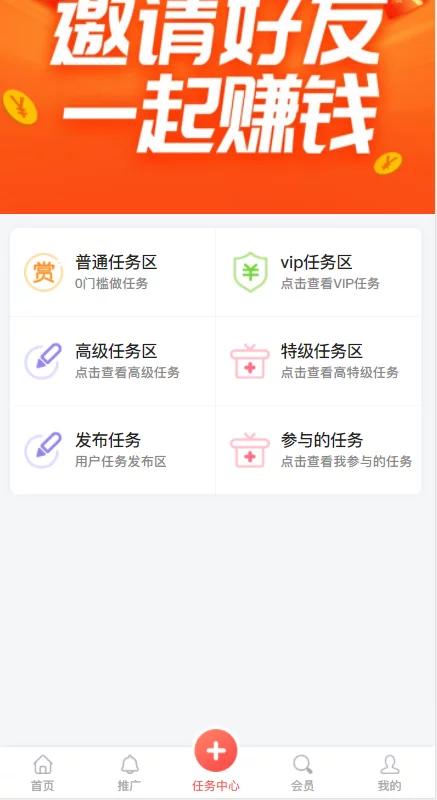 邀请好友
一起赚钱
赏
普通任务区
0门槛做任务
vip任务区
点击查看VIP任务
高级任务区
点击查看高级任务
特级任务区
点击查看高特级任务
发布任务
用户任务发布区
参与的任务
点击查看我参与的任务
首页
推广
任务中心
会员
我的